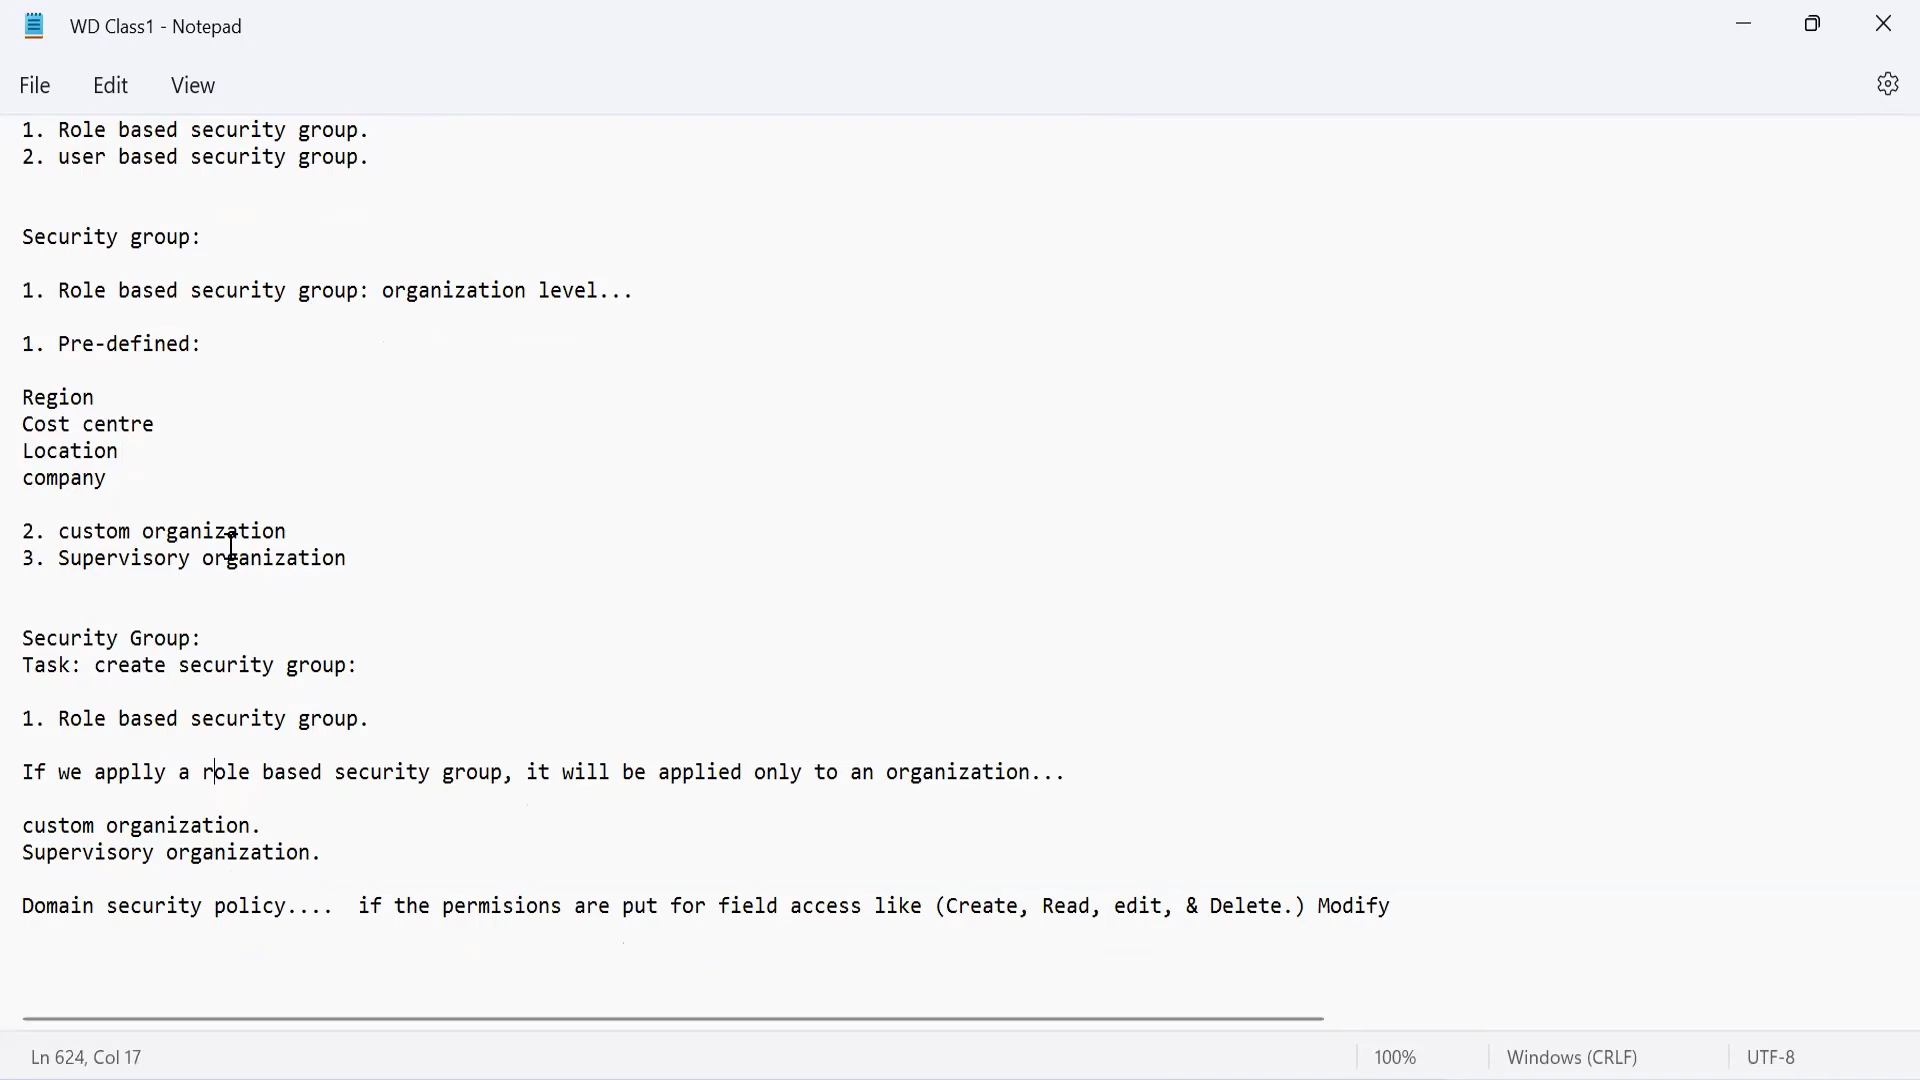 WD Class1 - Notepad
File Edit View
1. Role based security group.
2. user based security group.
Security group:
1. Role based security group: organization level...
1. Pre-defined:
Region
Cost centre
Location
company
2. custom organization
3. Supervisory organization
Security Group:
Task: create security group:
1. Role based security group.
If we applly a role based security group, it will be applied only to an organization...
custom organization.
Supervisory organization.
Domain security policy.... if the permisions are put for field access like (Create, Read, edit, & Delete.) Modify
Ln 624, Col 17 100% Windows (CRLF) UTF-8